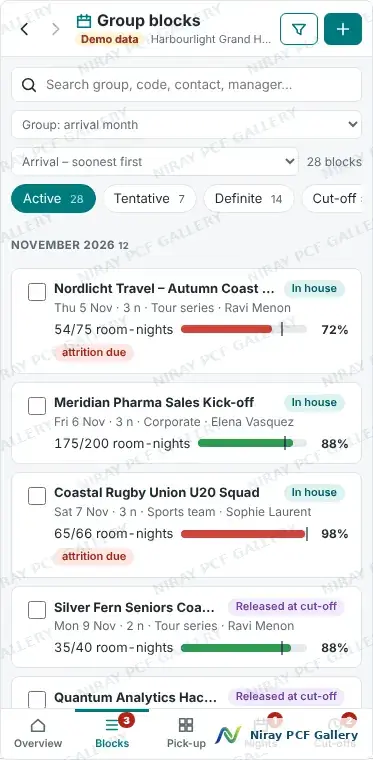 Group blocks
Demo data Harbourlight Grand H...
Search group, code, contact, manager...
Group: arrival month
Arrival – soonest first
28 blocks
Active 28 Tentative 7 Definite 14 Cut-off
NOVEMBER 2026 12
Nordlicht Travel – Autumn Coast ... In house
Thu 5 Nov · 3 n · Tour series · Ravi Menon
54/75 room-nights 72%
attrition due
Meridian Pharma Sales Kick-off In house
Fri 6 Nov · 3 n · Corporate · Elena Vasquez
175/200 room-nights 88%
Coastal Rugby Union U20 Squad In house
Sat 7 Nov · 3 n · Sports team · Sophie Laurent
65/66 room-nights 98%
attrition due
Silver Fern Seniors Coa... Released at cut-off
Mon 9 Nov · 2 n · Tour series · Ravi Menon
35/40 room-nights 88%
Quantum Analytics Hac... Released at cut-off
3
Overview Blocks Pick-up Nights Cut-offs
Niray PCF Gallery
NIRAY PCF GALLERY